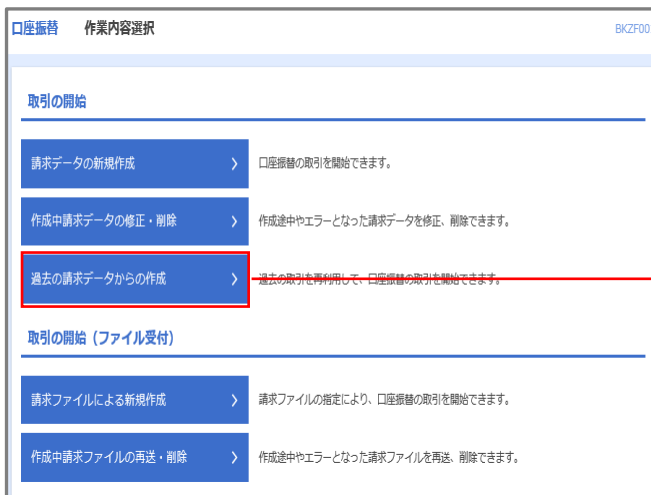 口座振替 作業内容選択 BKZF00
取引の開始
請求データの新規作成 口座振替の取引を開始できます。
作成中請求データの修正・削除 作成途中やエラーとなった請求データを修正、削除できます。
過去の請求データからの作成 過去の取引を再利用して、口座振替の取引を開始できます。
取引の開始（ファイル受付）
請求ファイルによる新規作成 請求ファイルの指定により、口座振替の取引を開始できます。
作成中請求ファイルの再送・削除 作成途中やエラーとなった請求ファイルを再送、削除できます。